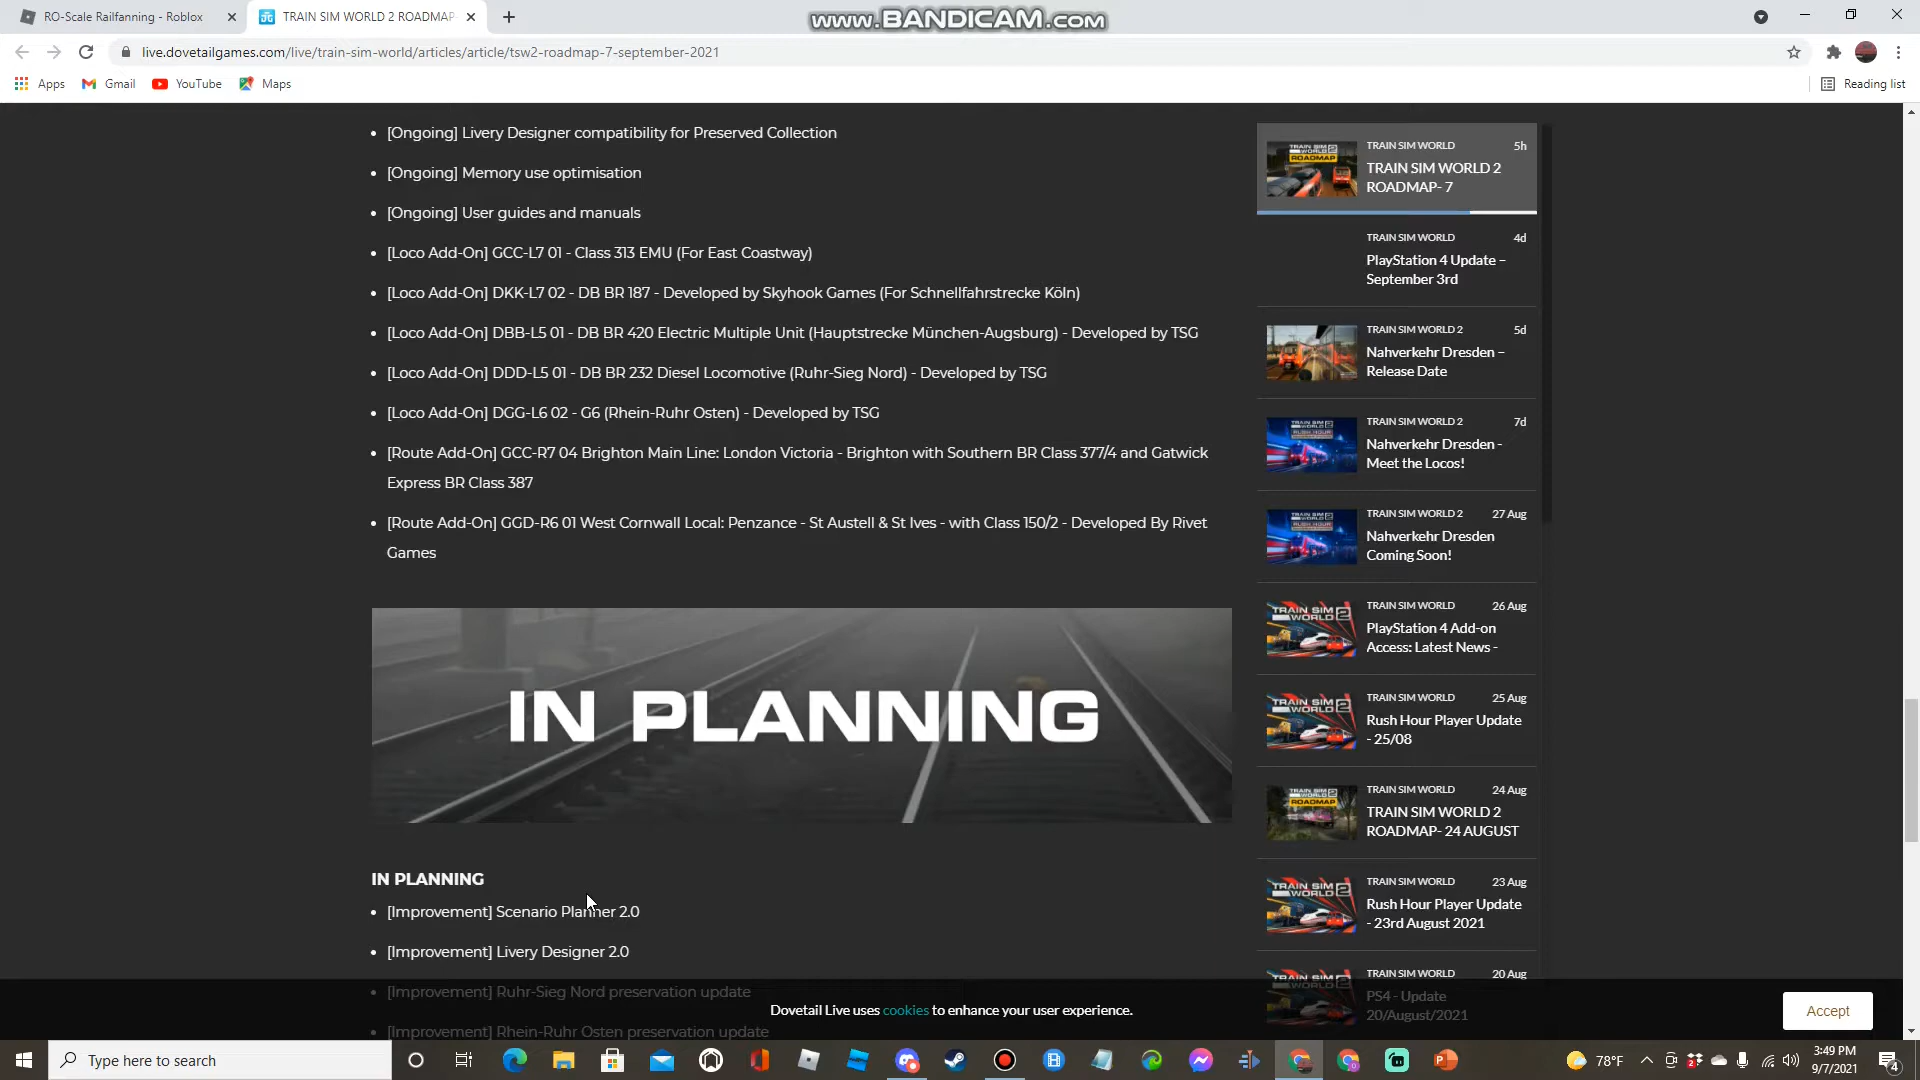 RO-Scale Railfanning - Roblox
TRAIN SIM WORLD 2 ROADMAP-
www.BANDICAM.com
live.dovetailgames.com/live/train-sim-world/articles/article/tsw2-roadmap-7-september-2021
Apps
Gmail
YouTube
Maps
Reading list
[Ongoing] Livery Designer compatibility for Preserved Collection
[Ongoing] Memory use optimisation
[Ongoing] User guides and manuals
[Loco Add-On] GCC-L7 01 - Class 313 EMU (For East Coastway)
[Loco Add-On] DKK-L7 02 - DB BR 187 - Developed by Skyhook Games (For Schnellfahrstrecke Köln)
[Loco Add-On] DBB-L5 01 - DB BR 420 Electric Multiple Unit (Hauptstrecke München-Augsburg) - Developed by TSG
[Loco Add-On] DDD-L5 01 - DB BR 232 Diesel Locomotive (Ruhr-Sieg Nord) - Developed by TSG
[Loco Add-On] DGG-L6 02 - G6 (Rhein-Ruhr Osten) - Developed by TSG
[Route Add-On] GCC-R7 04 Brighton Main Line: London Victoria - Brighton with Southern BR Class 377/4 and Gatwick
Express BR Class 387
[Route Add-On] GGD-R6 01 West Cornwall Local: Penzance - St Austell & St Ives - with Class 150/2 - Developed By Rivet
Games
IN PLANNING
IN PLANNING
[Improvement] Scenario Planner 2.0
[Improvement] Livery Designer 2.0
[Improvement] Ruhr-Sieg Nord preservation update
[Improvement] Rhein-Ruhr Osten preservation update
TRAIN SIM WORLD 5h
TRAIN SIM WORLD 2
ROADMAP- 7
TRAIN SIM WORLD 4d
PlayStation 4 Update –
September 3rd
TRAIN SIM WORLD 2 5d
Nahverkehr Dresden –
Release Date
TRAIN SIM WORLD 2 7d
Nahverkehr Dresden -
Meet the Locos!
TRAIN SIM WORLD 2 27 Aug
Nahverkehr Dresden
Coming Soon!
TRAIN SIM WORLD 26 Aug
PlayStation 4 Add-on
Access: Latest News -
TRAIN SIM WORLD 25 Aug
Rush Hour Player Update
- 25/08
TRAIN SIM WORLD 24 Aug
TRAIN SIM WORLD 2
ROADMAP- 24 AUGUST
TRAIN SIM WORLD 23 Aug
Rush Hour Player Update
- 23rd August 2021
TRAIN SIM WORLD 20 Aug
PS4 - Update
20/August/2021
Dovetail Live uses cookies to enhance your user experience.
Accept
Type here to search
78°F
3:49 PM
9/7/2021
4